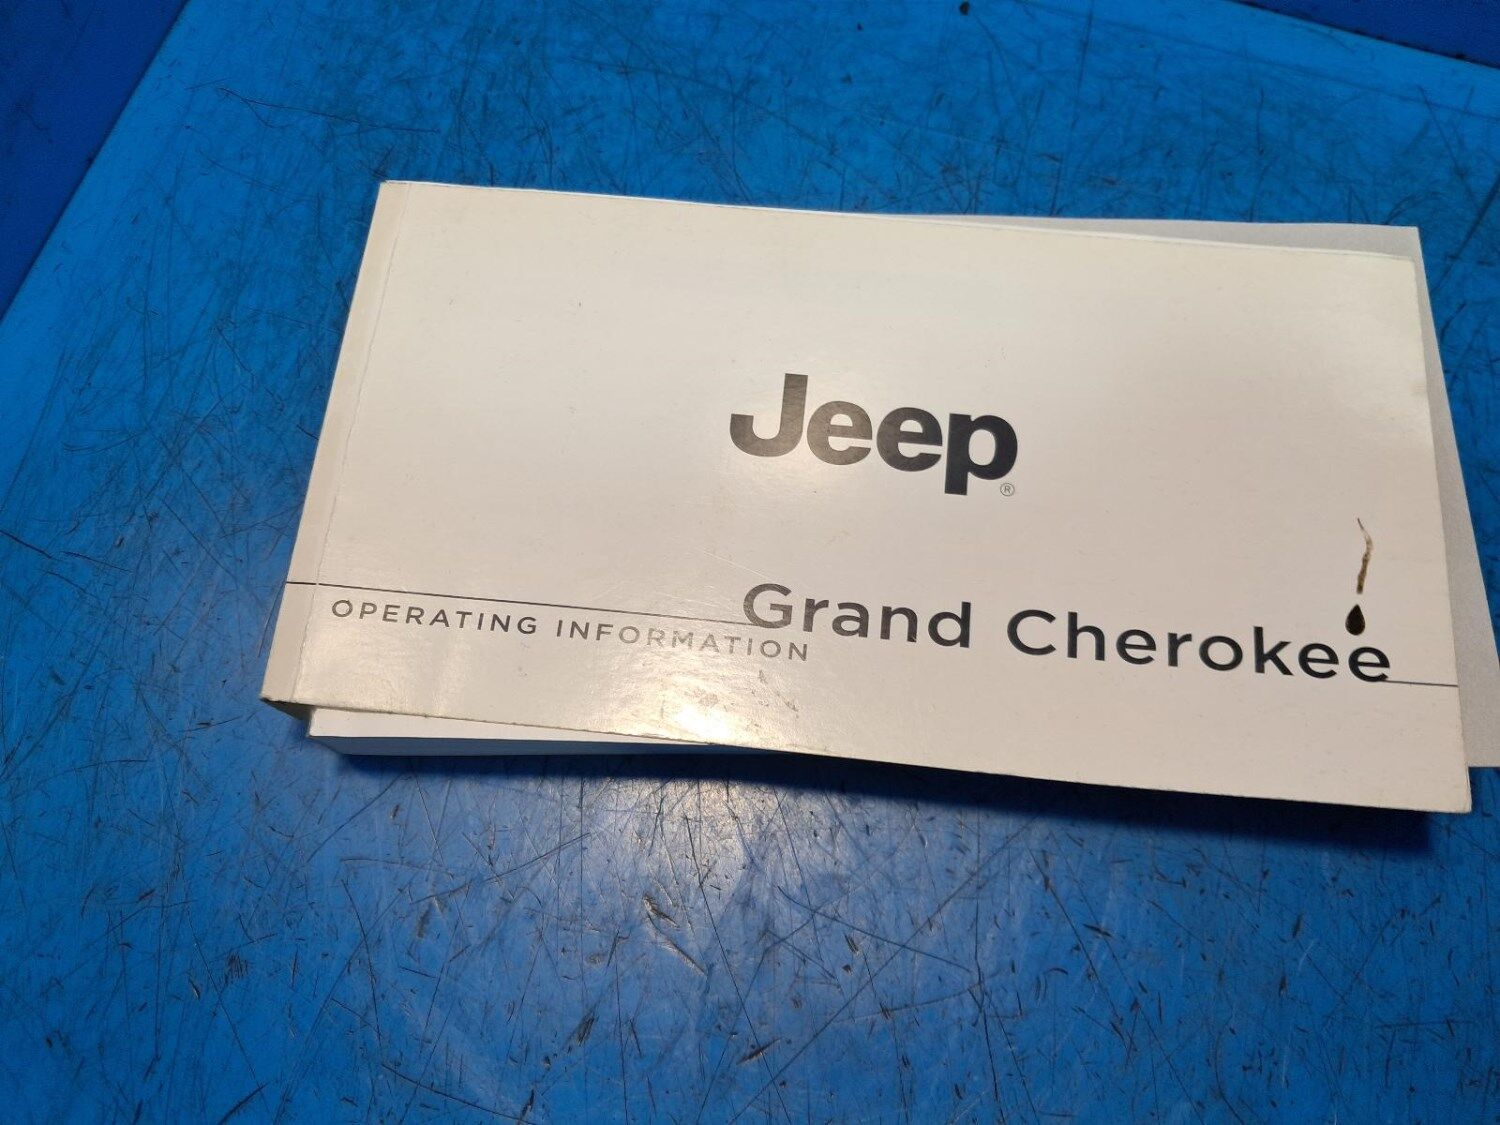 Jeep®
Grand Cherokee
OPERATING INFORMATION